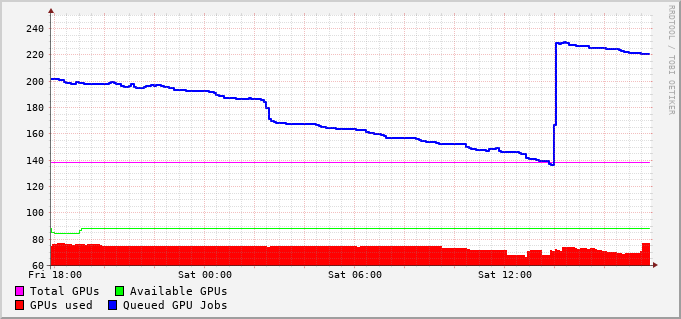 240
220
200
180
160
140
120
100
80
60
Fri 18:00 Sat 00:00 Sat 06:00 Sat 12:00
Total GPUs Available GPUs
GPUs used Queued GPU Jobs
RRDTOOL / TOBI OETIKER